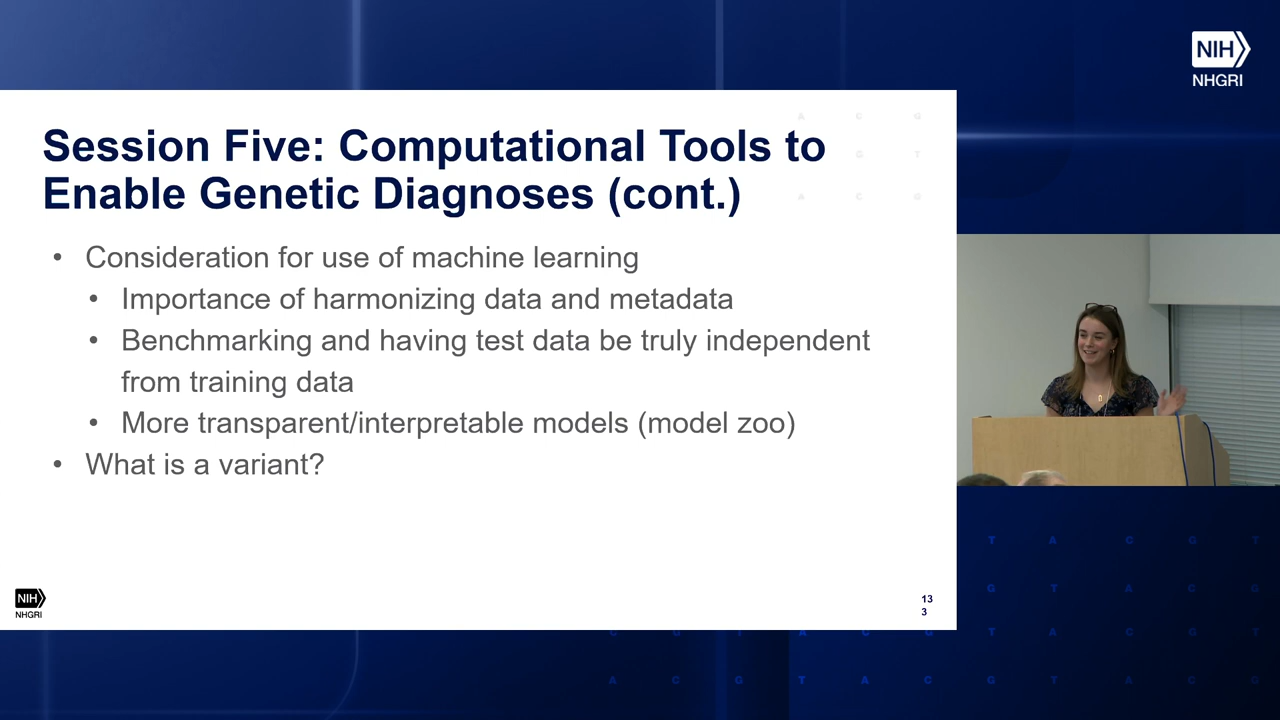 NIH
NHGRI
Session Five: Computational Tools to
Enable Genetic Diagnoses (cont.)
• Consideration for use of machine learning
• Importance of harmonizing data and metadata
• Benchmarking and having test data be truly independent
from training data
• More transparent/interpretable models (model zoo)
• What is a variant?
NIH
NHGRI
13
3
A C G
G T
A C G
T A C G T
G T A C G
C G T A C G T A C G T
A C G T A C G T A C G